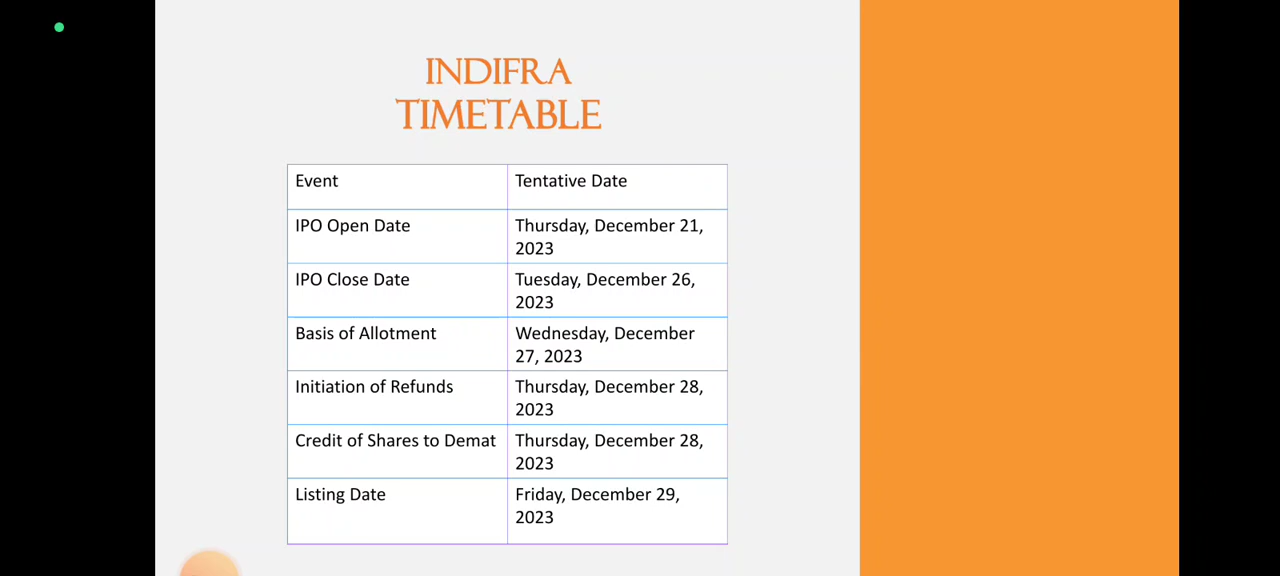 INDIFRA
TIMETABLE
Event
Tentative Date
IPO Open Date
Thursday, December 21,
2023
IPO Close Date
Tuesday, December 26,
2023
Basis of Allotment
Wednesday, December
27, 2023
Initiation of Refunds
Thursday, December 28,
2023
Credit of Shares to Demat
Thursday, December 28,
2023
Listing Date
Friday, December 29,
2023